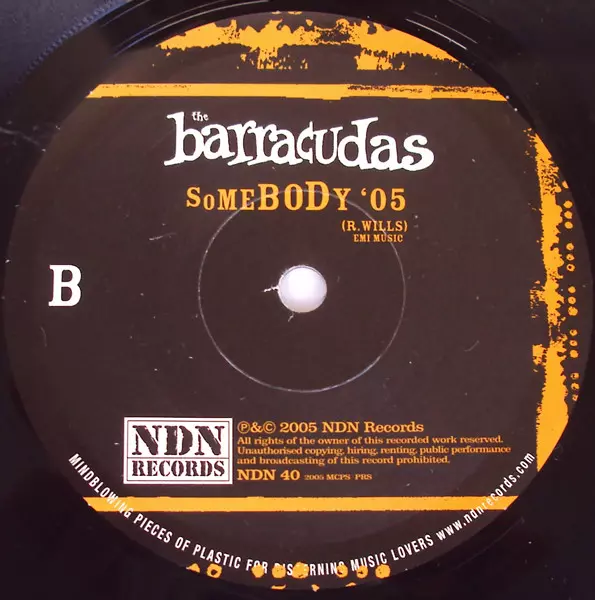 the
barracudas
SOMEBODY '05
(R.WILLS)
EMI MUSIC
B
NDN
RECORDS
℗&© 2005 NDN Records
All rights of the owner of this recorded work reserved.
Unauthorised copying, hiring, renting, public performance
and broadcasting of this record prohibited.
NDN 40 2005 MCPS PRS
MINDBLOWING PIECES OF PLASTIC FOR DISCERNING MUSIC LOVERS www.ndnrecords.com